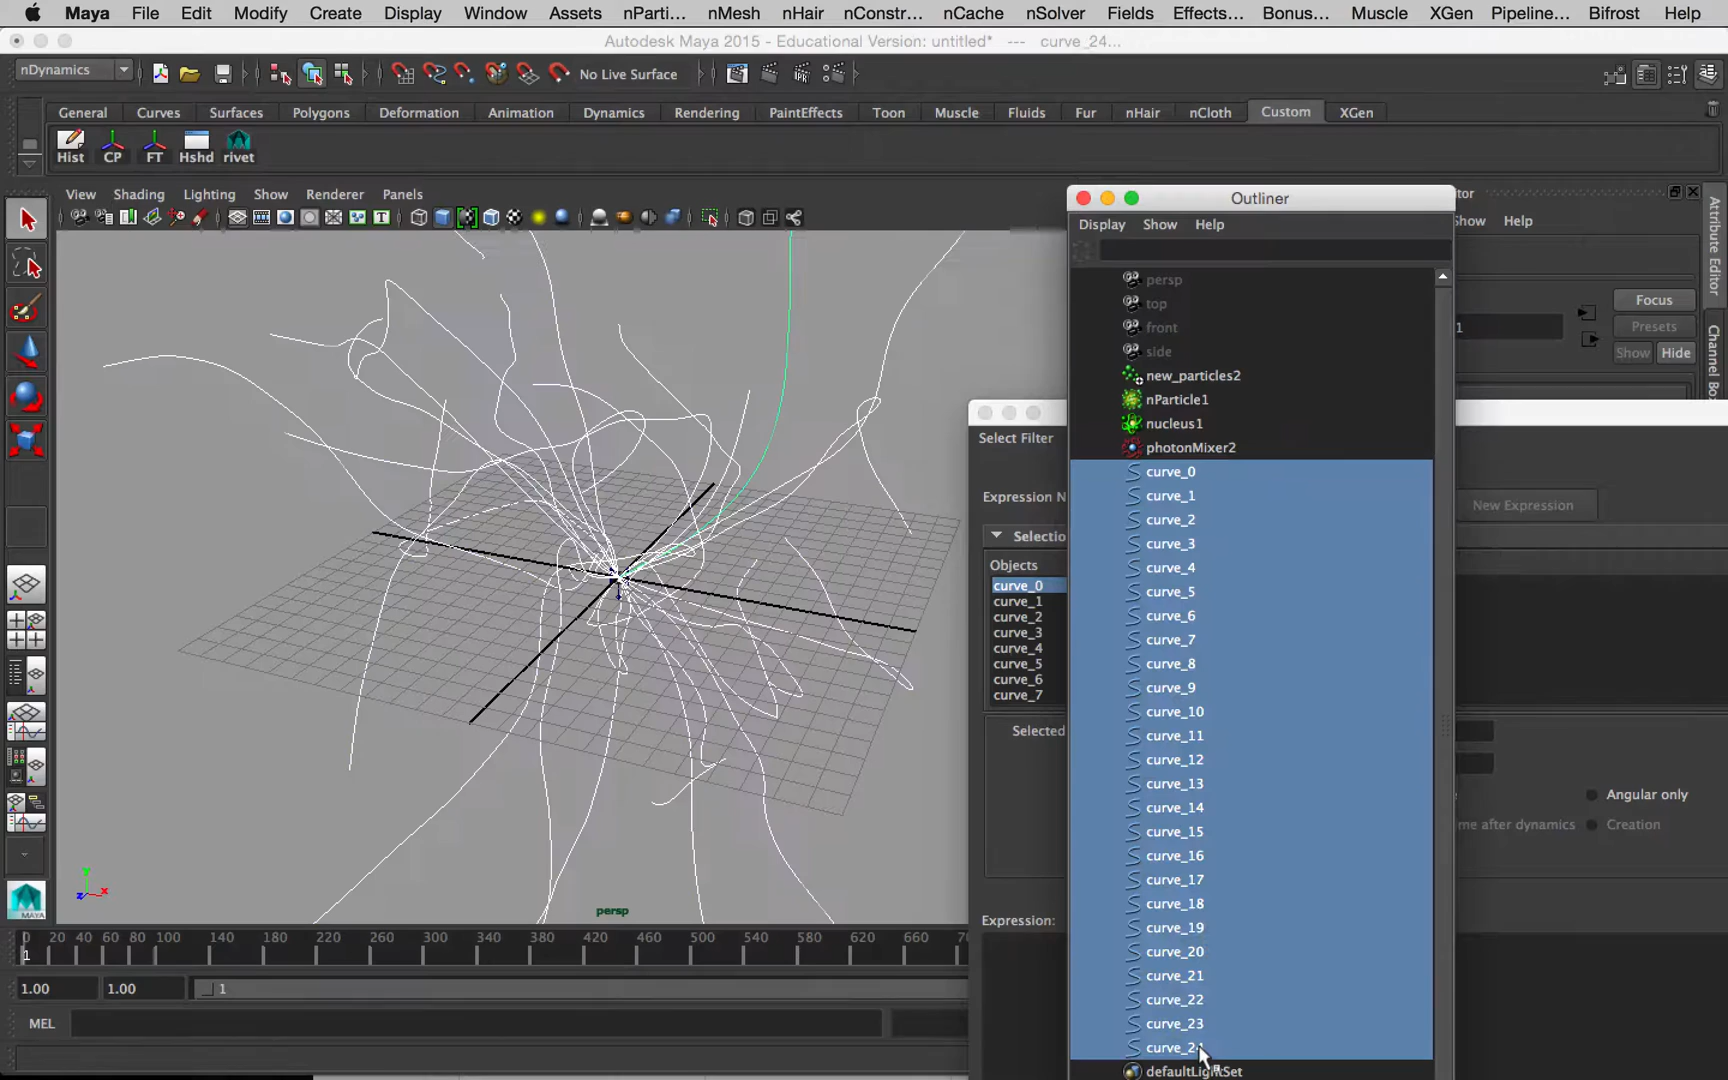 Maya File Edit Modify Create Display Window Assets nParti... nMesh nHair nConstr... nCache nSolver Fields Effects... Bonus... Muscle XGen Pipeline... Bifrost Help
Autodesk Maya 2015 - Educational Version: untitled* --- curve_24...
nDynamics No Live Surface
General Curves Surfaces Polygons Deformation Animation Dynamics Rendering PaintEffects Toon Muscle Fluids Fur nHair nCloth Custom XGen
Hist CP FT Hshd rivet
View Shading Lighting Show Renderer Panels
Outliner
Display Show Help
persp
top
front
side
new_particles2
nParticle1
nucleus1
photonMixer2
curve_0
curve_1
curve_2
curve_3
curve_4
curve_5
curve_6
curve_7
curve_8
curve_9
curve_10
curve_11
curve_12
curve_13
curve_14
curve_15
curve_16
curve_17
curve_18
curve_19
curve_20
curve_21
curve_22
curve_23
curve_24
defaultLightSet
tor
how Help
Focus
1 Presets
Show Hide
Attribute Editor
Channel Bo
Select Filter
Expression N
New Expression
Selectio
Objects
curve_0
curve_1
curve_2
curve_3
curve_4
curve_5
curve_6
curve_7
Selected
Angular only
me after dynamics Creation
Expression:
y
z x
persp
MAYA
0 20 40 60 80 100 140 180 220 260 300 340 380 420 460 500 540 580 620 660 70
1
1.00 1.00 1
MEL